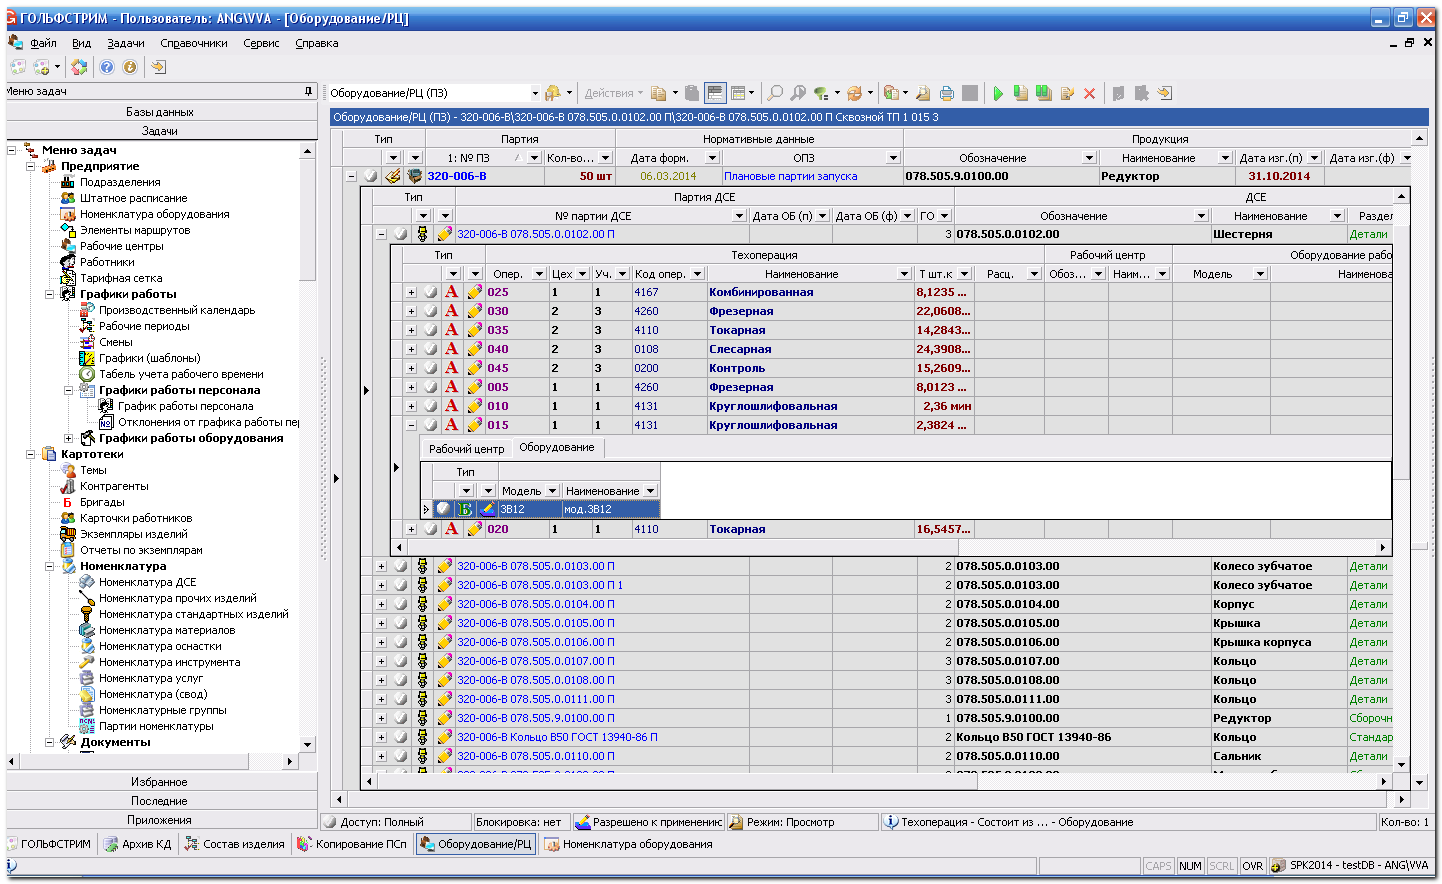 ГОЛЬФСТРИМ - Пользователь: ANG\VVA - [Оборудование/РЦ]
Файл Вид Задачи Справочники Сервис Справка
Меню задач
Базы данных
Задачи
Меню задач
Предприятие
Подразделения
Штатное расписание
Номенклатура оборудования
Элементы маршрутов
Рабочие центры
Работники
Тарифная сетка
Графики работы
Производственный календарь
Рабочие периоды
Смены
Графики (шаблоны)
Табель учета рабочего времени
Графики работы персонала
График работы персонала
Отклонения от графика работы пер
Графики работы оборудования
Картотеки
Темы
Контрагенты
Бригады
Карточки работников
Экземпляры изделий
Отчеты по экземплярам
Номенклатура
Номенклатура ДСЕ
Номенклатура прочих изделий
Номенклатура стандартных изделий
Номенклатура материалов
Номенклатура оснастки
Номенклатура инструмента
Номенклатура услуг
Номенклатура (свод)
Номенклатурные группы
Партии номенклатуры
Документы
Избранное
Последние
Приложения
Оборудование/РЦ (ПЗ) Действия
Оборудование/РЦ (ПЗ) - 320-006-В\320-006-В 078.505.0.0102.00 П\320-006-В 078.505.0.0102.00 П Сквозной ТП 1 015 3
Тип Партия Нормативные данные Продукция
1: № ПЗ Кол-во... Дата форм. ОПЗ Обозначение Наименование Дата изг.(п) Дата изг.(ф)
320-006-В 50 шт 06.03.2014 Плановые партии запуска 078.505.9.0100.00 Редуктор 31.10.2014
Тип Партия ДСЕ ДСЕ
№ партии ДСЕ Дата ОБ (п) Дата ОБ (ф) ГО Обозначение Наименование Раздел
320-006-В 078.505.0.0102.00 П 3 078.505.0.0102.00 Шестерня Детали
Тип Техоперация Рабочий центр Оборудование рабо
Опер. Цех Уч. Код опер. Наименование Т шт.к Расц. Обоз... Наим... Модель Наименова
А 025 1 1 4167 Комбинированная 8,1235 ...
А 030 2 3 4260 Фрезерная 22,0608...
А 035 2 3 4110 Токарная 14,2843...
А 040 2 3 0108 Слесарная 24,3908...
А 045 2 3 0200 Контроль 15,2609...
А 005 1 1 4260 Фрезерная 8,0123 ...
А 010 1 1 4131 Круглошлифовальная 2,36 мин
А 015 1 1 4131 Круглошлифовальная 2,3824 ...
Рабочий центр Оборудование
Тип
Модель Наименование
Б 3В12 мод.3В12
А 020 1 1 4110 Токарная 16,5457...
320-006-В 078.505.0.0103.00 П 2 078.505.0.0103.00 Колесо зубчатое Детали
320-006-В 078.505.0.0103.00 П 1 2 078.505.0.0103.00 Колесо зубчатое Детали
320-006-В 078.505.0.0104.00 П 2 078.505.0.0104.00 Корпус Детали
320-006-В 078.505.0.0105.00 П 2 078.505.0.0105.00 Крышка Детали
320-006-В 078.505.0.0106.00 П 2 078.505.0.0106.00 Крышка корпуса Детали
320-006-В 078.505.0.0107.00 П 3 078.505.0.0107.00 Кольцо Детали
320-006-В 078.505.0.0108.00 П 3 078.505.0.0108.00 Кольцо Детали
320-006-В 078.505.0.0111.00 П 3 078.505.0.0111.00 Кольцо Детали
320-006-В 078.505.9.0100.00 П 1 078.505.9.0100.00 Редуктор Сборочн
320-006-В Кольцо В50 ГОСТ 13940-86 П 2 Кольцо В50 ГОСТ 13940-86 Кольцо Стандар
320-006-В 078.505.0.0110.00 П 2 078.505.0.0110.00 Сальник Детали
Доступ: Полный Блокировка: нет Разрешено к применению Режим: Просмотр Техоперация - Состоит из ... - Оборудование Кол-во: 1
ГОЛЬФСТРИМ Архив КД Состав изделия Копирование ПСп Оборудование/РЦ Номенклатура оборудования
CAPS NUM SCRL OVR SPK2014 - testDB - ANG\VVA